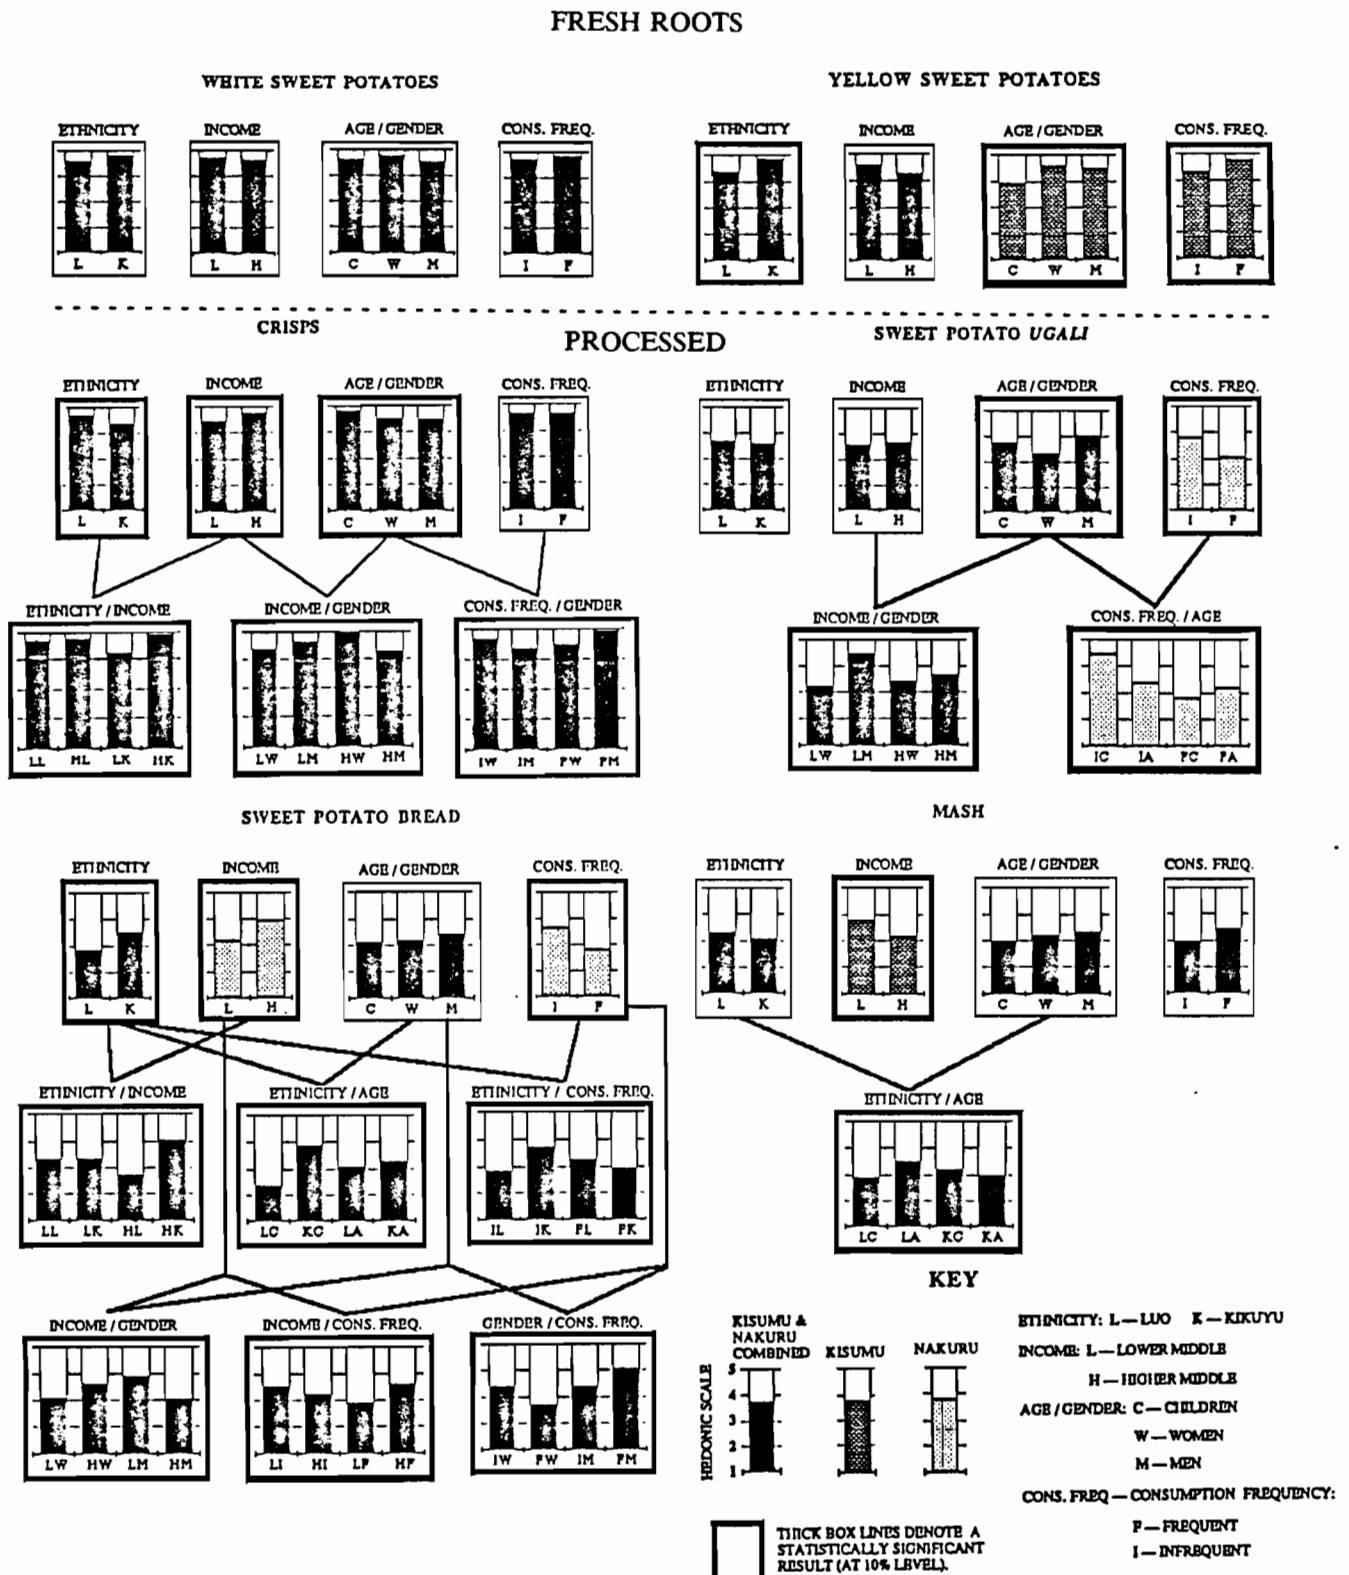 FRESH ROOTS
WHITE SWEET POTATOES
YELLOW SWEET POTATOES
ETHNICITY INCOME AGE / GENDER CONS. FREQ. ETHNICITY INCOME AGE / GENDER CONS. FREQ.
L K L H C W M I F L K L H C W M I F
CRISPS
PROCESSED
SWEET POTATO UGALI
ETHNICITY INCOME AGE / GENDER CONS. FREQ. ETHNICITY INCOME AGE / GENDER CONS. FREQ.
L K L H C W M I F L K L H C W M I F
ETHNICITY / INCOME INCOME / GENDER CONS. FREQ. / GENDER INCOME / GENDER CONS. FREQ. / AGE
LL HL LK HK LW LM HW HM IW IM FW FM LW LM HW HM IC IA FC FA
SWEET POTATO BREAD
MASH
ETHNICITY INCOME AGE / GENDER CONS. FREQ. ETHNICITY INCOME AGE / GENDER CONS. FREQ.
L K L H C W M I F L K L H C W M I F
ETHNICITY / INCOME ETHNICITY / AGE ETHNICITY / CONS. FREQ. ETHNICITY / AGE
LL LK HL HK LC KC LA KA IL IK FL FK LC LA KC KA
INCOME / GENDER INCOME / CONS. FREQ. GENDER / CONS. FREQ.
LW HW LM HM LI HI LF HF IW FW IM FM
KEY
KISUMU &
NAKURU
COMBINED KISUMU NAKURU
HEDONIC SCALE
5
4
3
2
1
ETHNICITY: L — LUO K — KIKUYU
INCOME: L — LOWER MIDDLE
H — HIGHER MIDDLE
AGE / GENDER: C — CHILDREN
W — WOMEN
M — MEN
CONS. FREQ — CONSUMPTION FREQUENCY:
F — FREQUENT
I — INFREQUENT
THICK BOX LINES DENOTE A
STATISTICALLY SIGNIFICANT
RESULT (AT 10% LEVEL).